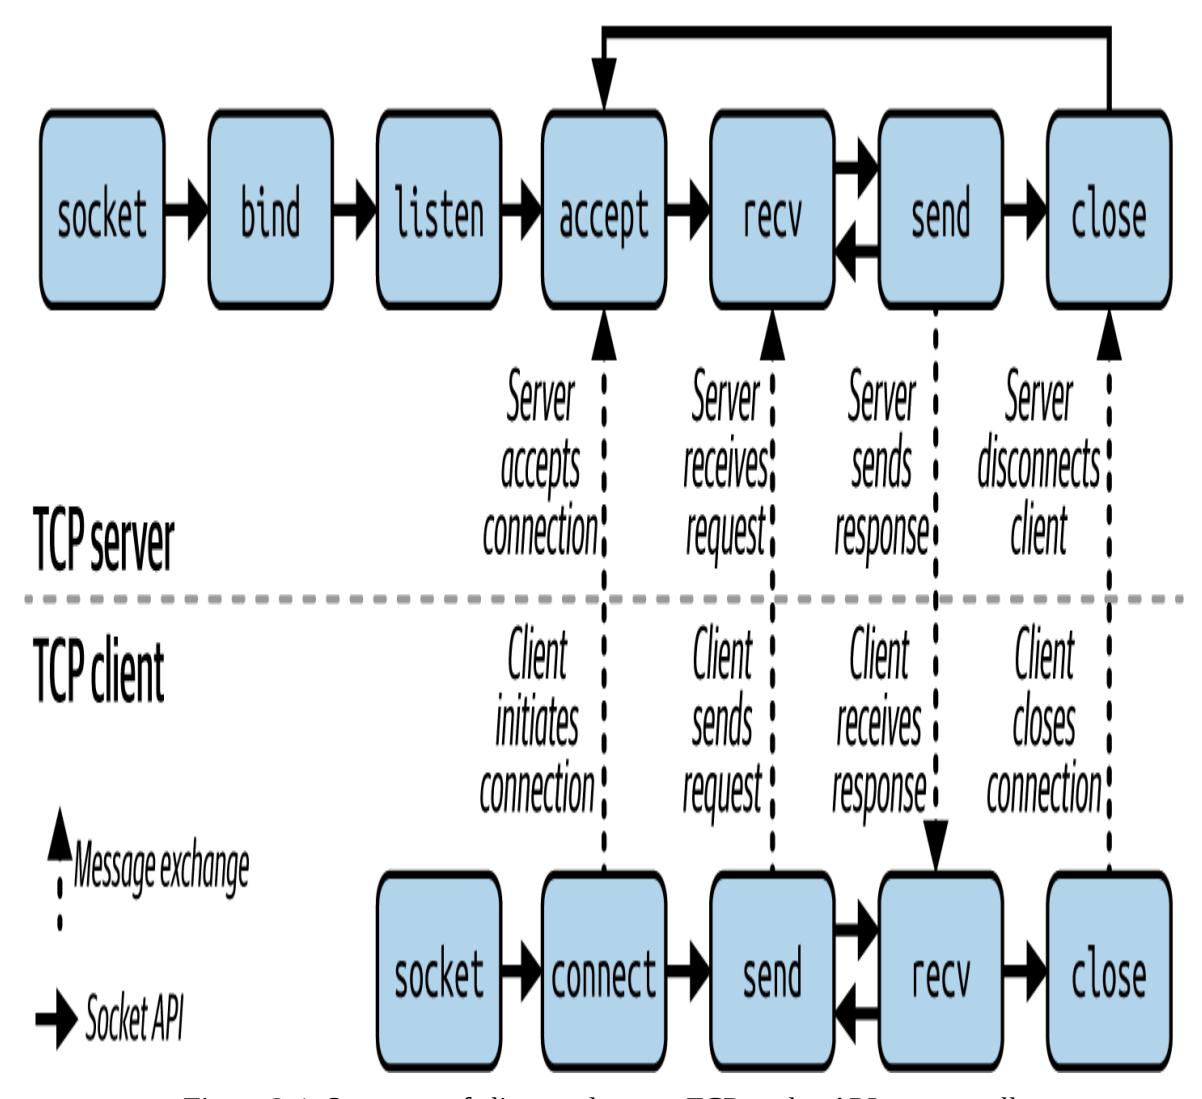 socket
bind
listen
accept
recv
send
close
Server
accepts
connection
Server
receives
request
Server
sends
response
Server
disconnects
client
TCP server
TCP client
Client
initiates
connection
Client
sends
request
Client
receives
response
Client
closes
connection
Message exchange
Socket API
socket
connect
send
recv
close